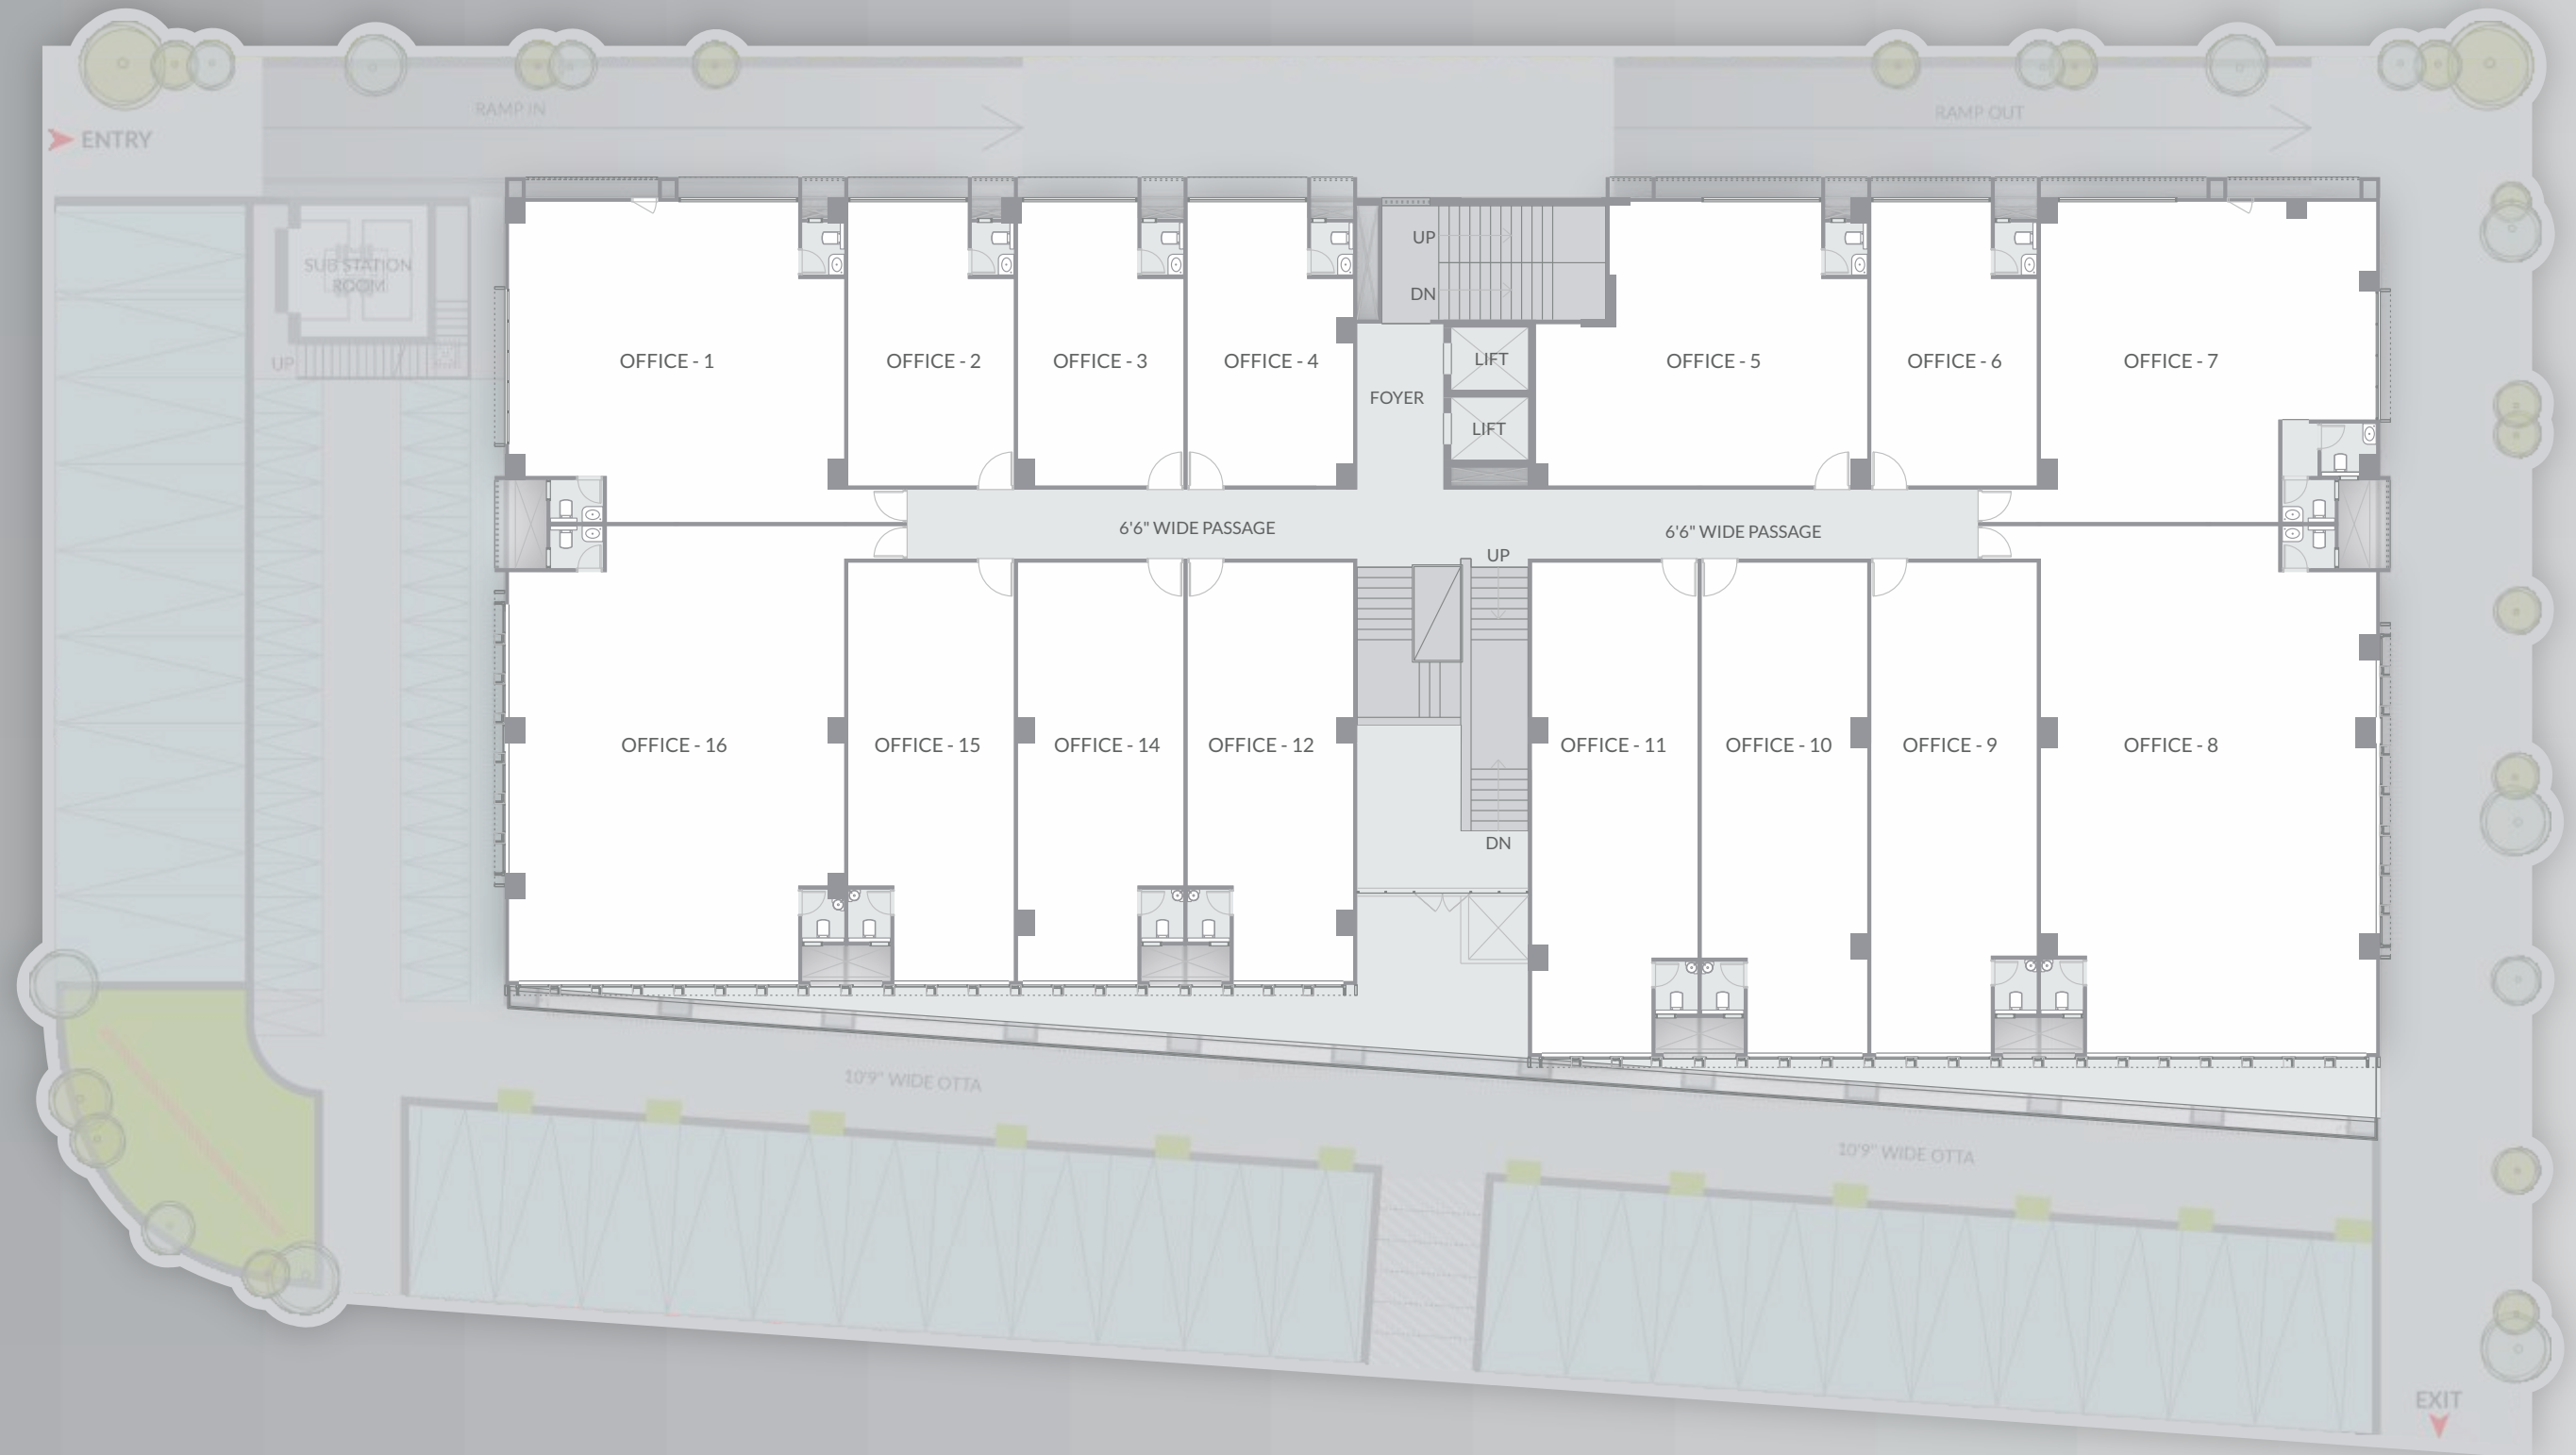 RAMP IN
RAMP OUT
ENTRY
UP
SUB STATION
ROOM
DN
UP
OFFICE - 1
OFFICE - 2
OFFICE - 3
OFFICE - 4
LIFT
OFFICE - 5
OFFICE - 6
OFFICE - 7
FOYER
LIFT
6'6" WIDE PASSAGE
6'6" WIDE PASSAGE
UP
OFFICE - 16
OFFICE - 15
OFFICE - 14
OFFICE - 12
OFFICE - 11
OFFICE - 10
OFFICE - 9
OFFICE - 8
DN
10'9" WIDE OTTA
10'9" WIDE OTTA
EXIT